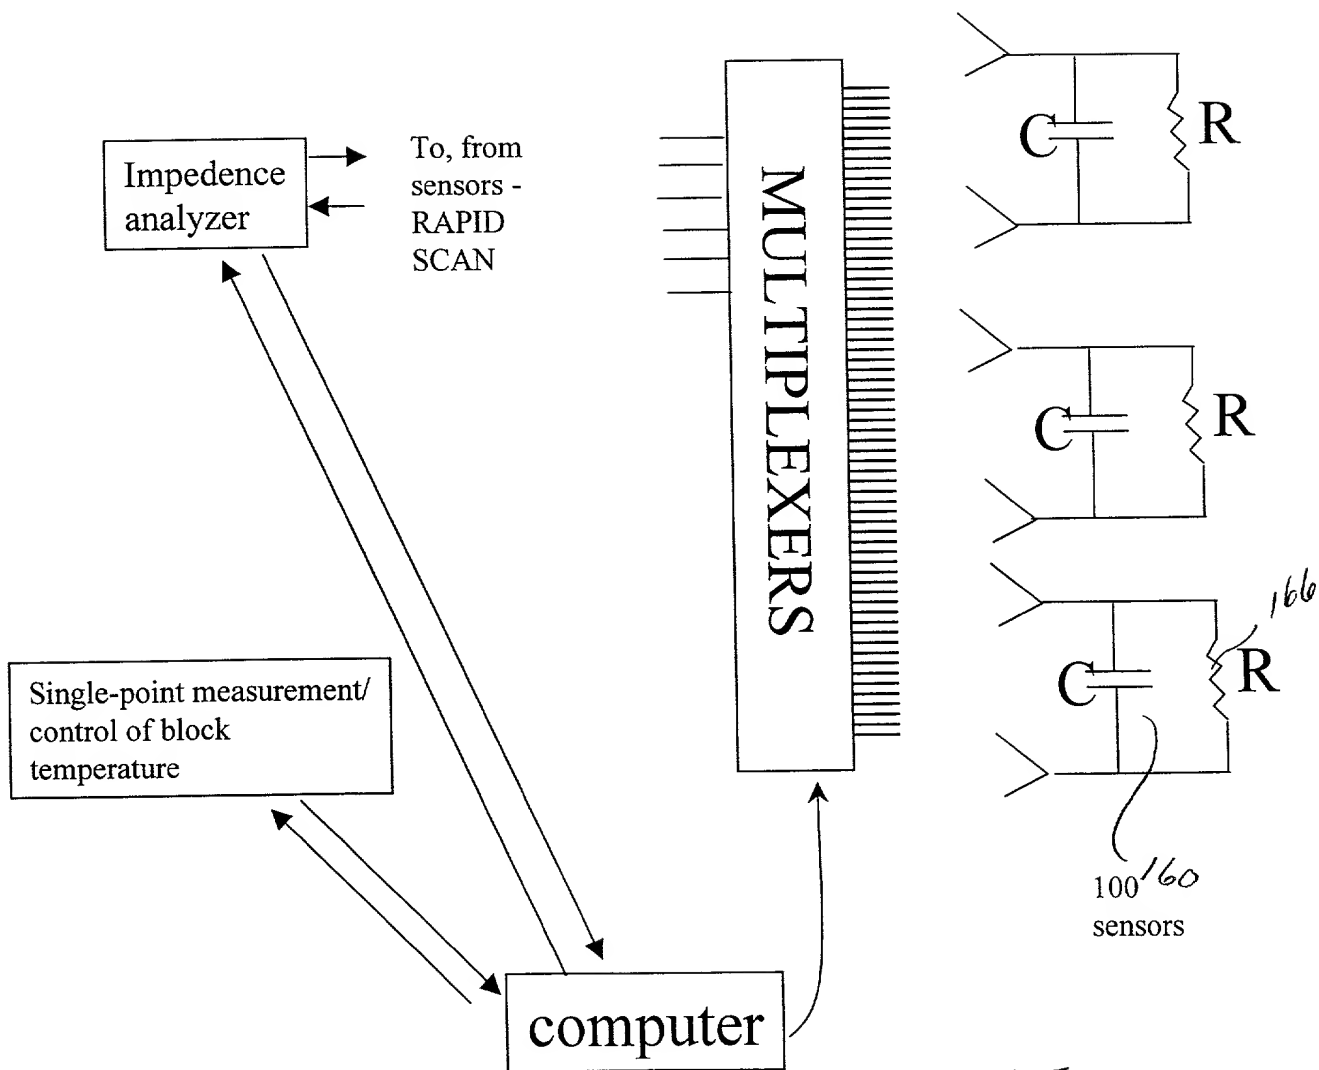 Impedence
analyzer
To, from
sensors -
RAPID
SCAN
MULTIPLEXERS
C
R
C
R
C
R
166
Single-point measurement/
control of block
temperature
100 160
sensors
computer